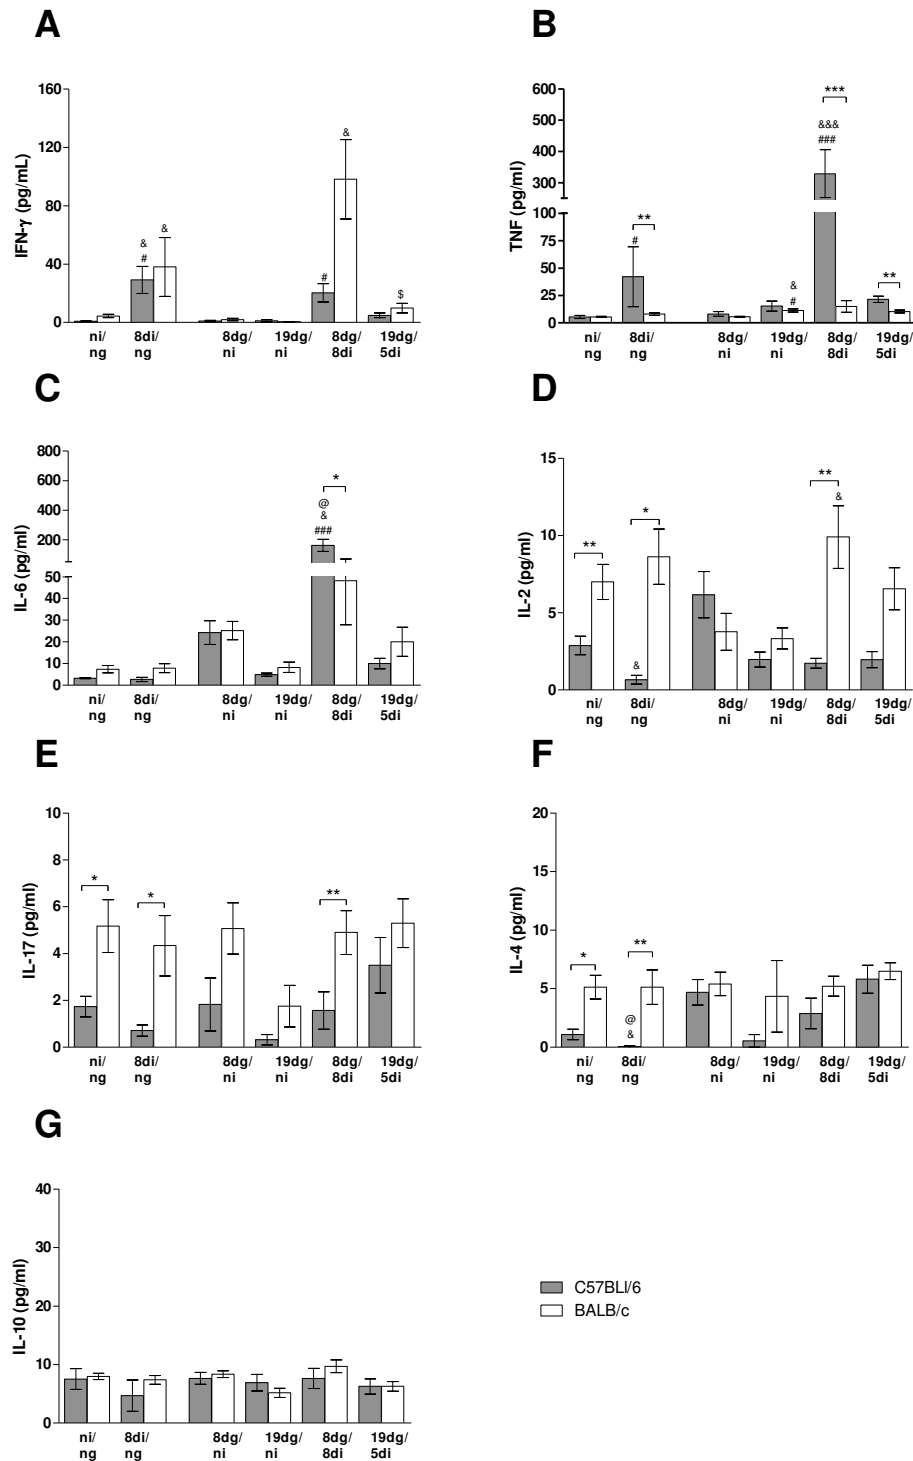 A
IFN-γ (pg/mL)
160
120
80
40
0
&
#
&
#
&
$
ni/ 8di/ 8dg/ 19dg/ 8dg/ 19dg/
ng ng ni ni 8di 5di
B
TNF (pg/ml)
600
500
400
300
100
75
50
25
0
**
#
&
#
***
&&&
###
**
ni/ 8di/ 8dg/ 19dg/ 8dg/ 19dg/
ng ng ni ni 8di 5di
C
IL-6 (pg/ml)
800
600
400
200
50
40
30
20
10
0
*
@
&
###
ni/ 8di/ 8dg/ 19dg/ 8dg/ 19dg/
ng ng ni ni 8di 5di
D
IL-2 (pg/ml)
15
10
5
0
**
*
&
**
&
ni/ 8di/ 8dg/ 19dg/ 8dg/ 19dg/
ng ng ni ni 8di 5di
E
IL-17 (pg/ml)
10
8
6
4
2
0
*
*
**
ni/ 8di/ 8dg/ 19dg/ 8dg/ 19dg/
ng ng ni ni 8di 5di
F
IL-4 (pg/ml)
20
15
10
5
0
*
**
@
&
ni/ 8di/ 8dg/ 19dg/ 8dg/ 19dg/
ng ng ni ni 8di 5di
G
IL-10 (pg/ml)
40
30
20
10
0
ni/ 8di/ 8dg/ 19dg/ 8dg/ 19dg/
ng ng ni ni 8di 5di
C57BLI/6
BALB/c